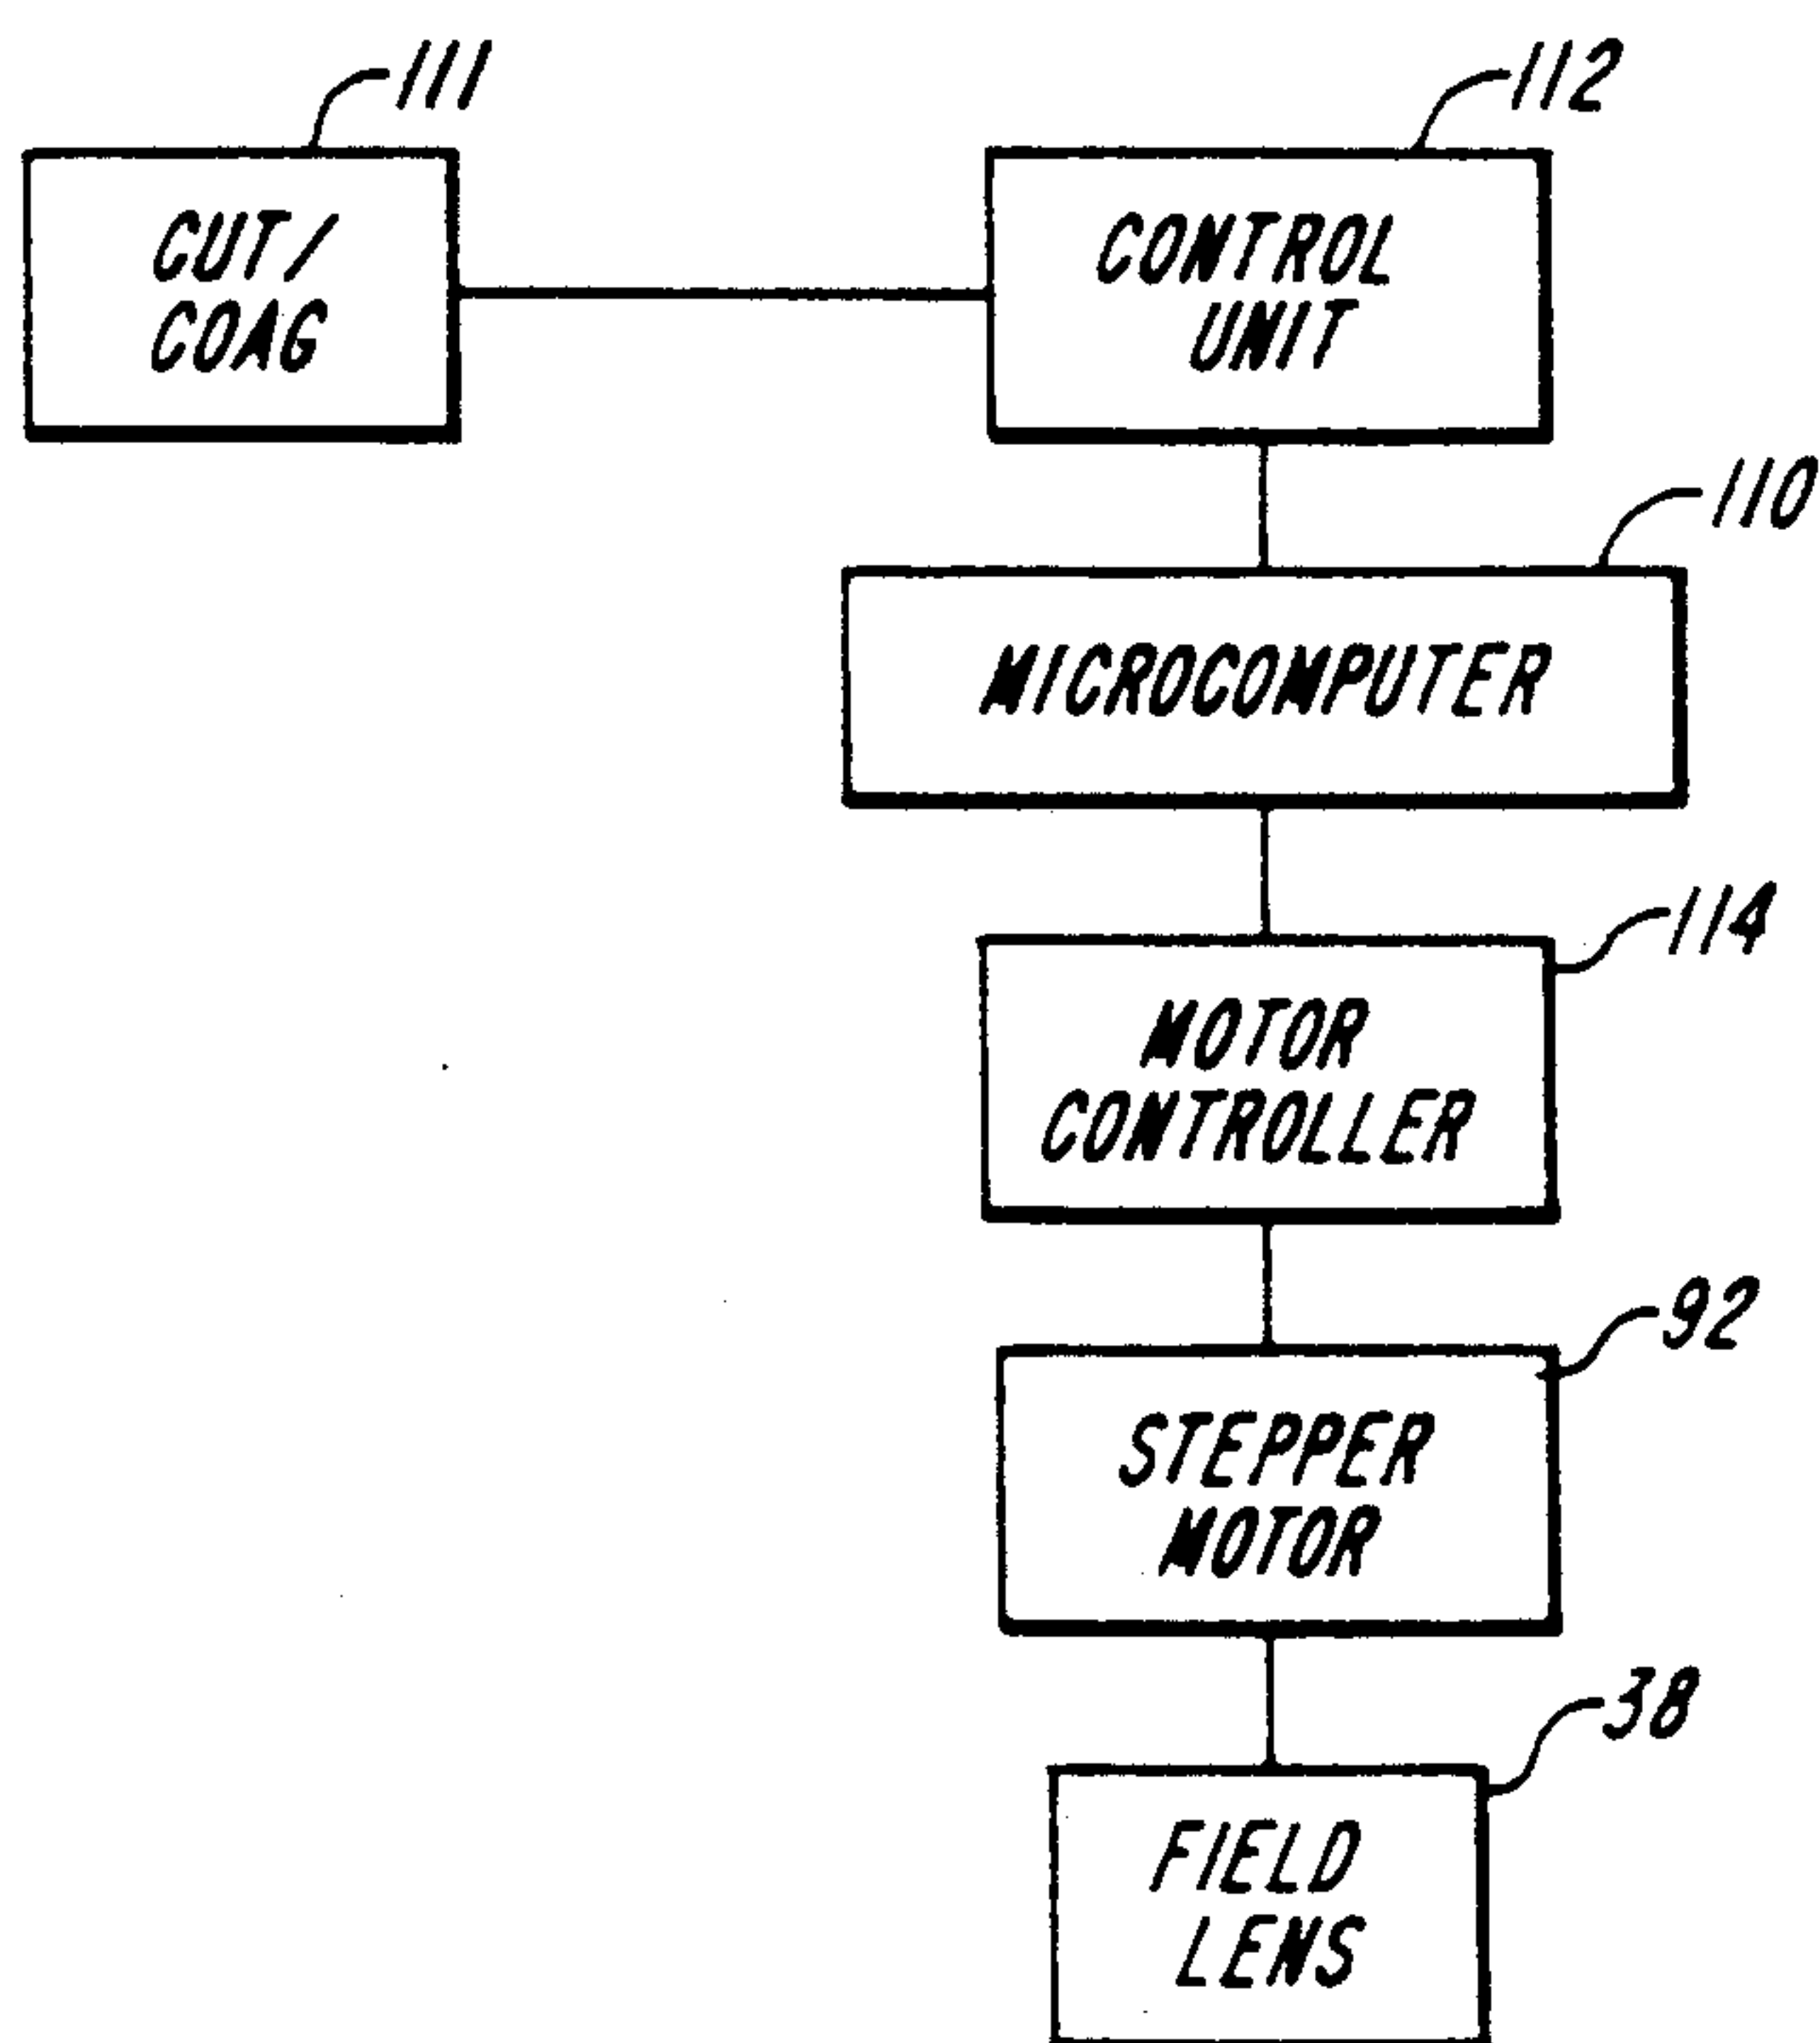 111
112
CUT/
COAG
CONTROL
UNIT
110
MICROCOMPUTER
114
MOTOR
CONTROLLER
92
STEPPER
MOTOR
38
FIELD
LENS